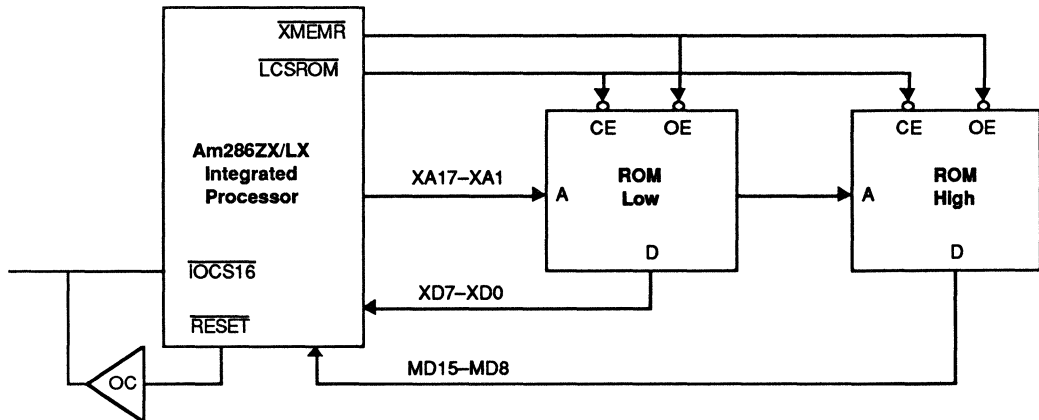 XMEMR
LCSROM
CE OE
CE OE
Am286ZX/LX
Integrated
Processor
XA17–XA1
A
ROM
Low
A
ROM
High
D
D
IOCS16
XD7–XD0
RESET
MD15–MD8
OC